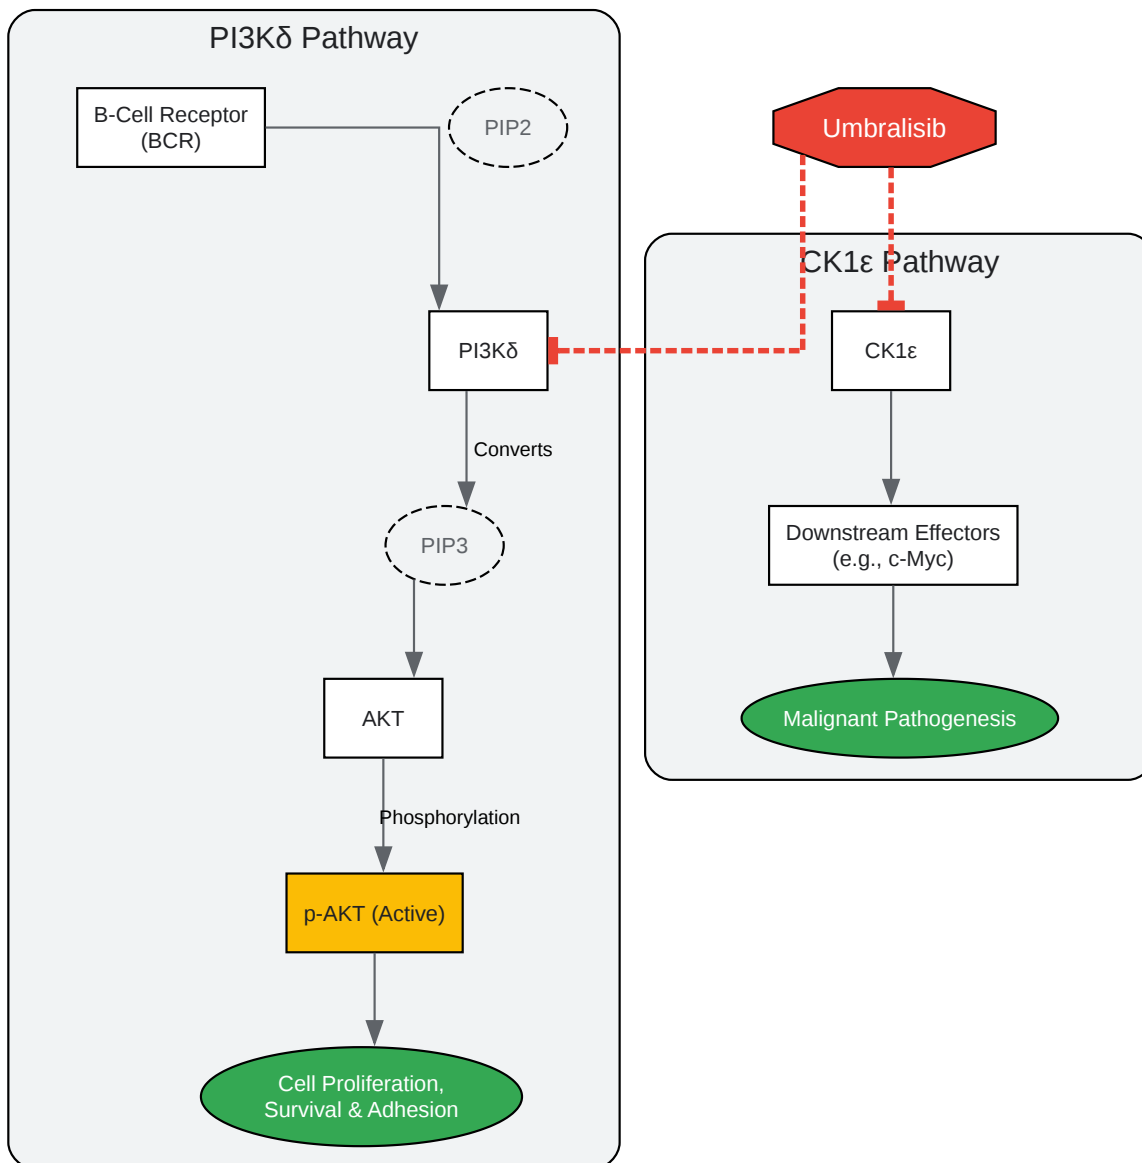 PI3Kδ Pathway
B-Cell Receptor
(BCR)
PIP2
PI3Kδ
Converts
PIP3
AKT
Phosphorylation
p-AKT (Active)
Cell Proliferation,
Survival & Adhesion
Umbralisib
CK1ε Pathway
CK1ε
Downstream Effectors
(e.g., c-Myc)
Malignant Pathogenesis